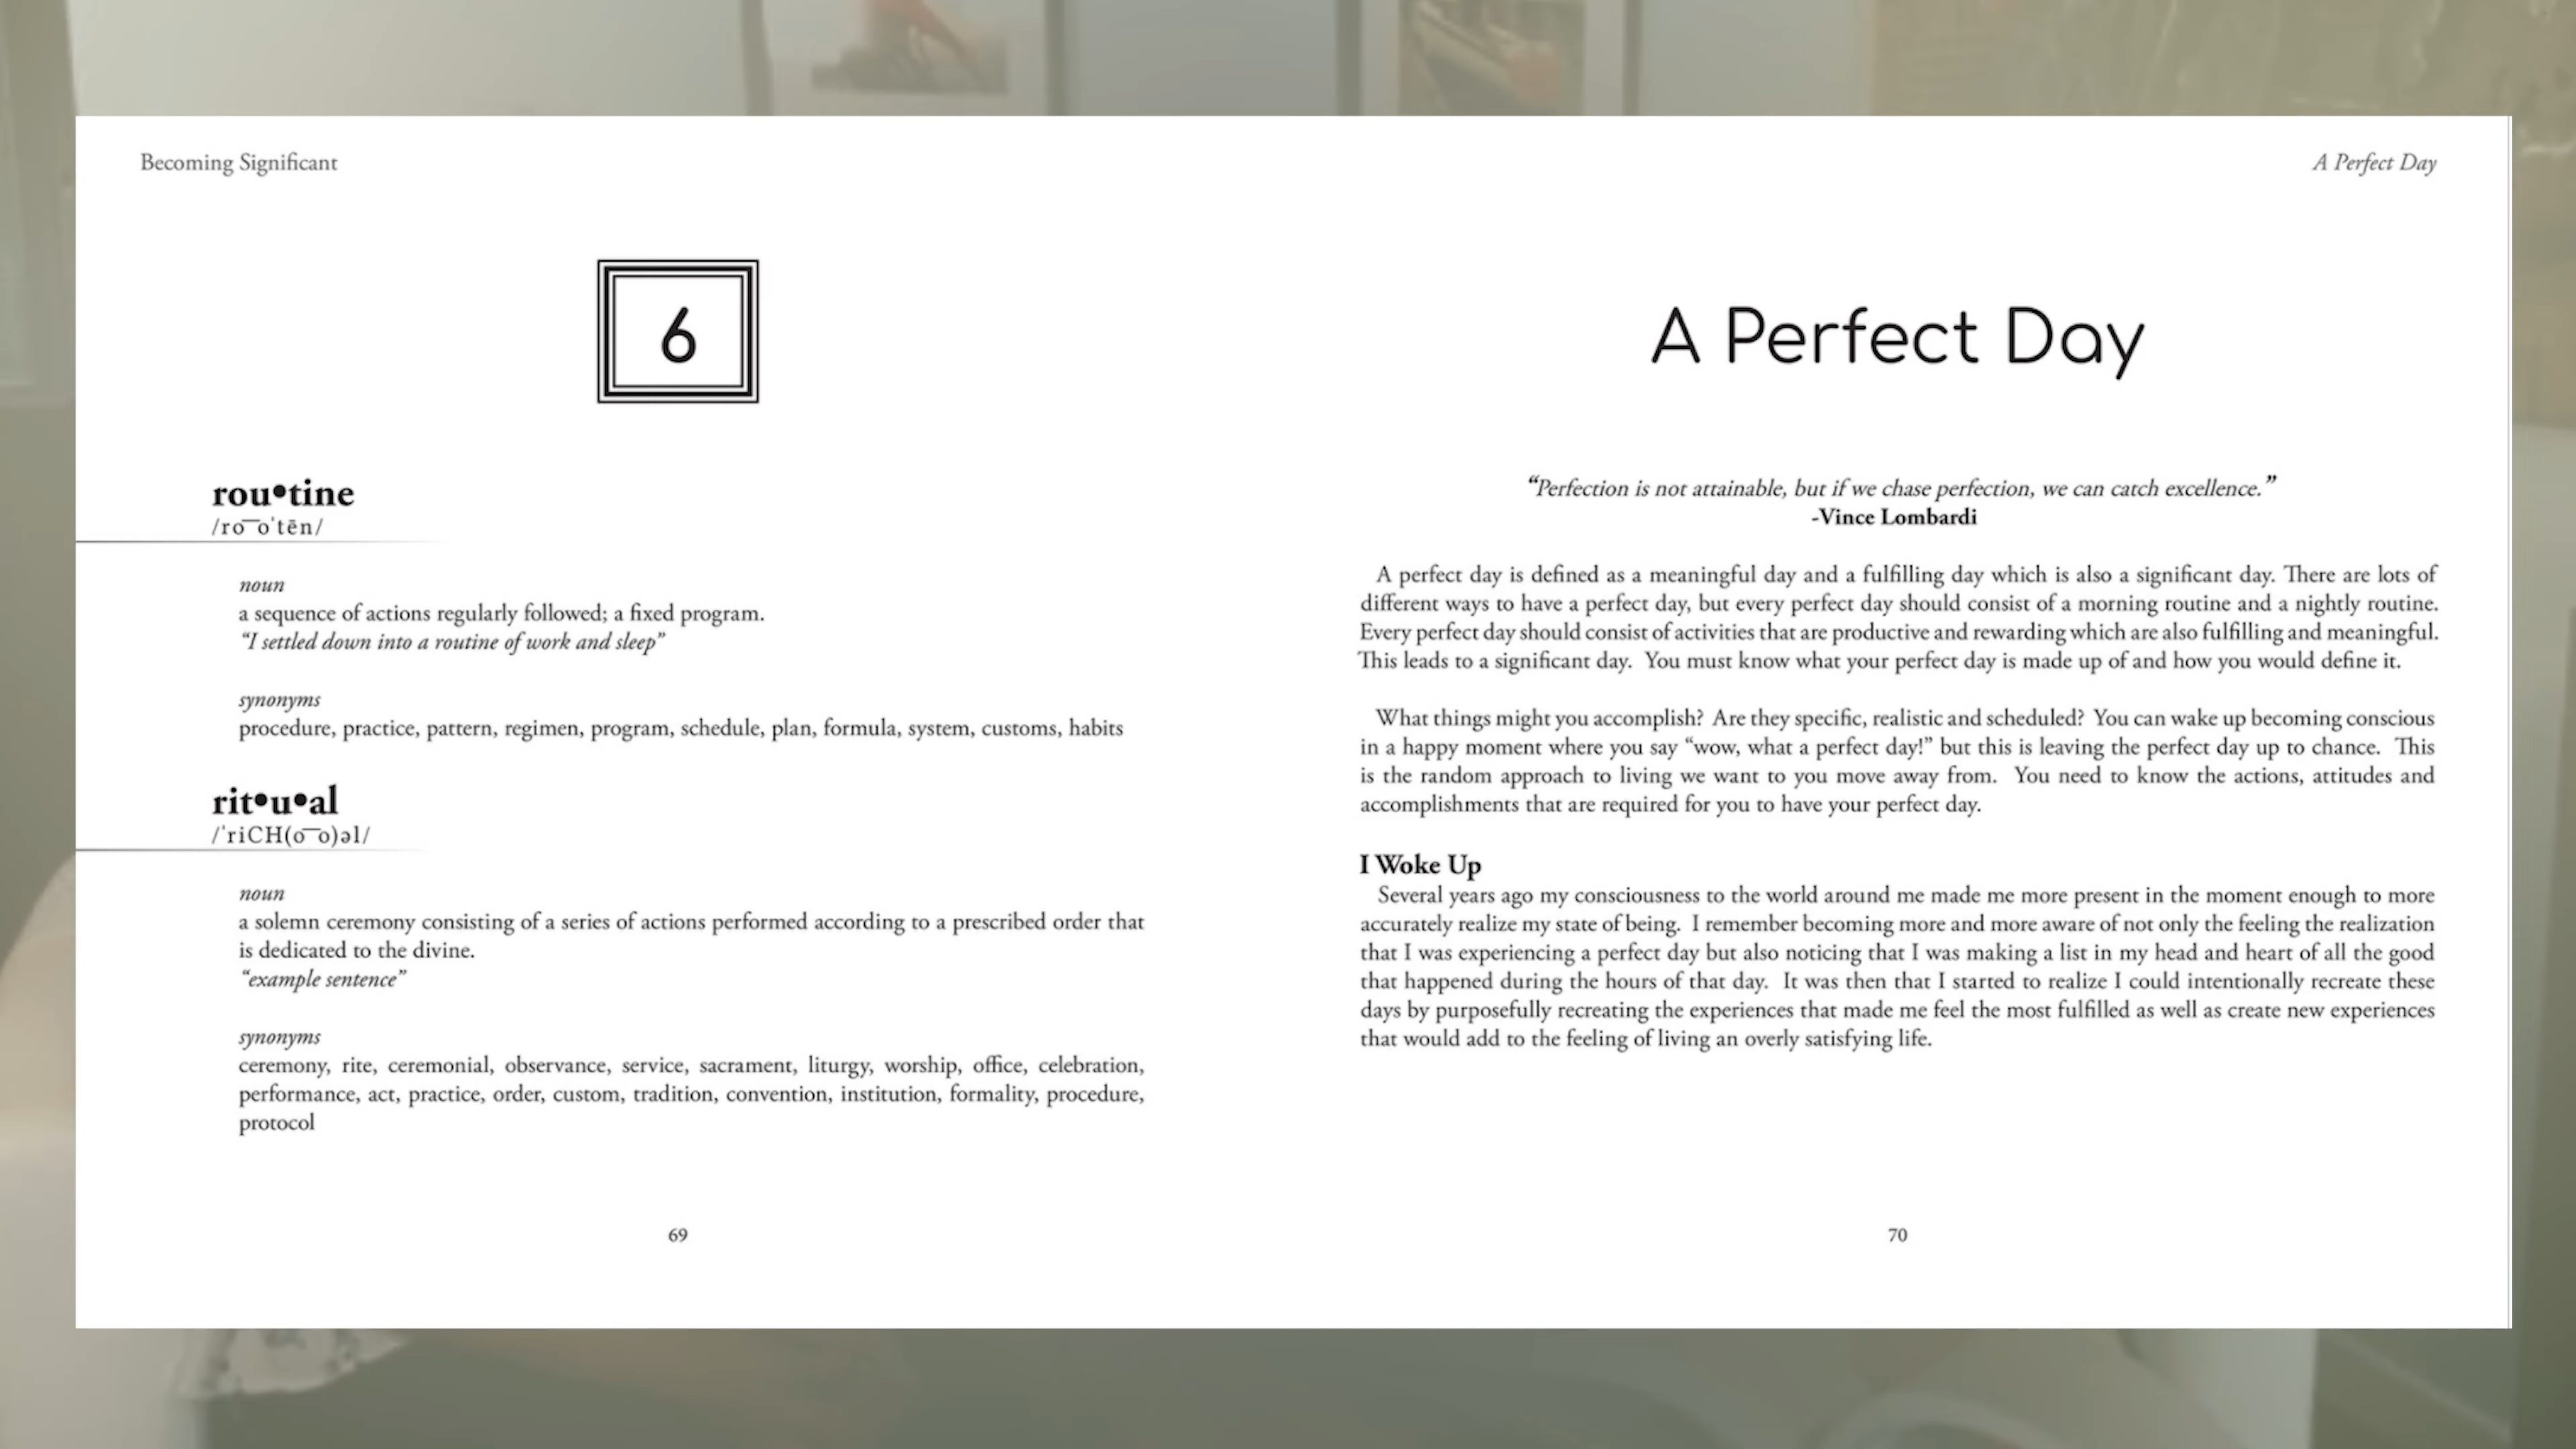 Becoming Significant
6
rou•tine
/ro͞oˈtēn/
noun
a sequence of actions regularly followed; a fixed program.
“I settled down into a routine of work and sleep”
synonyms
procedure, practice, pattern, regimen, program, schedule, plan, formula, system, customs, habits
rit•u•al
/ˈriCH(o͞o)əl/
noun
a solemn ceremony consisting of a series of actions performed according to a prescribed order that
is dedicated to the divine.
“example sentence”
synonyms
ceremony, rite, ceremonial, observance, service, sacrament, liturgy, worship, office, celebration,
performance, act, practice, order, custom, tradition, convention, institution, formality, procedure,
protocol
69
A Perfect Day
A Perfect Day
“Perfection is not attainable, but if we chase perfection, we can catch excellence.”
-Vince Lombardi
A perfect day is defined as a meaningful day and a fulfilling day which is also a significant day. There are lots of
different ways to have a perfect day, but every perfect day should consist of a morning routine and a nightly routine.
Every perfect day should consist of activities that are productive and rewarding which are also fulfilling and meaningful.
This leads to a significant day. You must know what your perfect day is made up of and how you would define it.
What things might you accomplish? Are they specific, realistic and scheduled? You can wake up becoming conscious
in a happy moment where you say “wow, what a perfect day!” but this is leaving the perfect day up to chance. This
is the random approach to living we want to you move away from. You need to know the actions, attitudes and
accomplishments that are required for you to have your perfect day.
I Woke Up
Several years ago my consciousness to the world around me made me more present in the moment enough to more
accurately realize my state of being. I remember becoming more and more aware of not only the feeling the realization
that I was experiencing a perfect day but also noticing that I was making a list in my head and heart of all the good
that happened during the hours of that day. It was then that I started to realize I could intentionally recreate these
days by purposefully recreating the experiences that made me feel the most fulfilled as well as create new experiences
that would add to the feeling of living an overly satisfying life.
70